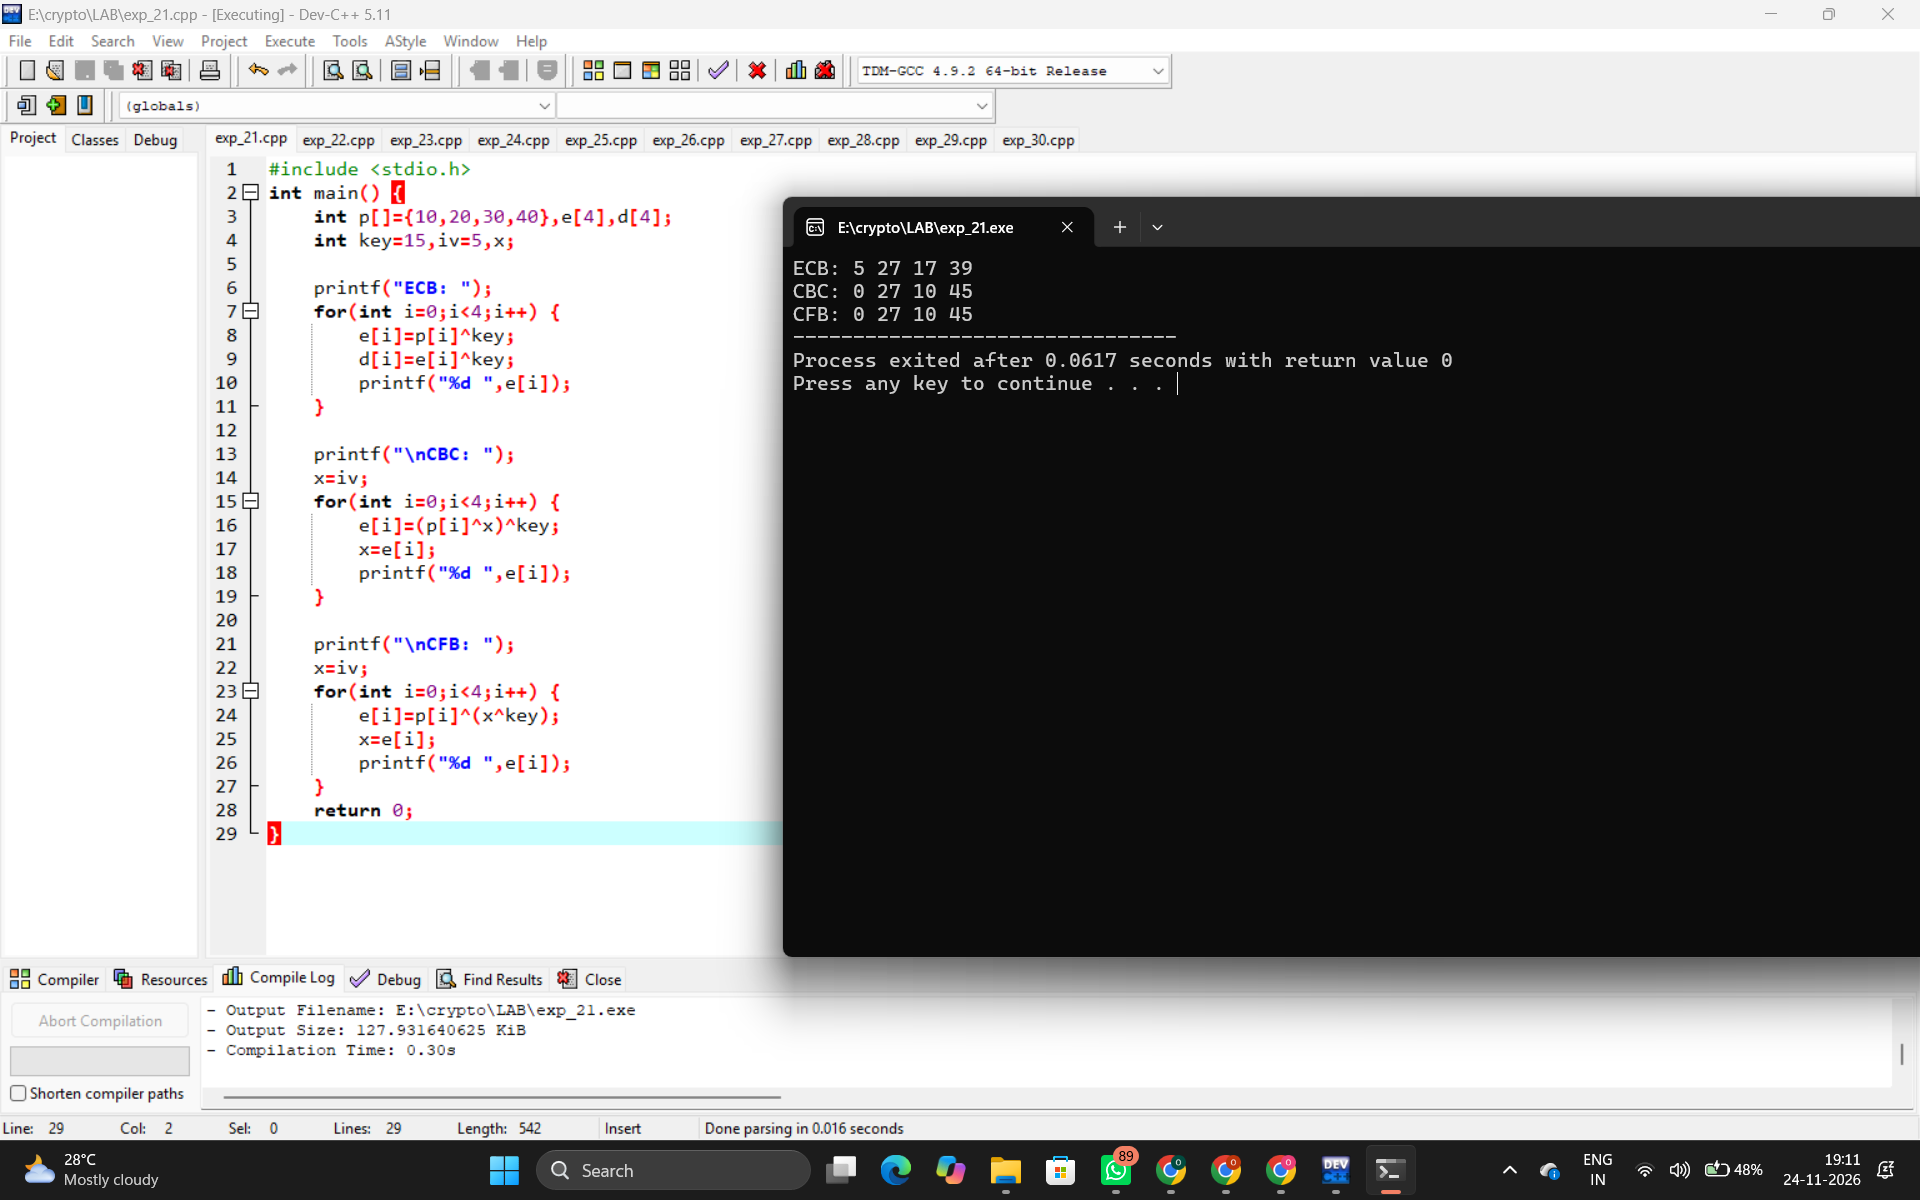 E:\crypto\LAB\exp_21.cpp - [Executing] - Dev-C++ 5.11
File Edit Search View Project Execute Tools AStyle Window Help
TDM-GCC 4.9.2 64-bit Release
(globals)
Project Classes Debug
exp_21.cpp exp_22.cpp exp_23.cpp exp_24.cpp exp_25.cpp exp_26.cpp exp_27.cpp exp_28.cpp exp_29.cpp exp_30.cpp
1 #include <stdio.h>
2 int main() {
3 int p[]={10,20,30,40},e[4],d[4];
4 int key=15,iv=5,x;
5
6 printf("ECB: ");
7 for(int i=0;i<4;i++) {
8 e[i]=p[i]^key;
9 d[i]=e[i]^key;
10 printf("%d ",e[i]);
11 }
12
13 printf("\nCBC: ");
14 x=iv;
15 for(int i=0;i<4;i++) {
16 e[i]=(p[i]^x)^key;
17 x=e[i];
18 printf("%d ",e[i]);
19 }
20
21 printf("\nCFB: ");
22 x=iv;
23 for(int i=0;i<4;i++) {
24 e[i]=p[i]^(x^key);
25 x=e[i];
26 printf("%d ",e[i]);
27 }
28 return 0;
29 }
E:\crypto\LAB\exp_21.exe
ECB: 5 27 17 39
CBC: 0 27 10 45
CFB: 0 27 10 45
--------------------------------
Process exited after 0.0617 seconds with return value 0
Press any key to continue . . .
Compiler Resources Compile Log Debug Find Results Close
Abort Compilation
Shorten compiler paths
- Output Filename: E:\crypto\LAB\exp_21.exe
- Output Size: 127.931640625 KiB
- Compilation Time: 0.30s
Line: 29 Col: 2 Sel: 0 Lines: 29 Length: 542 Insert Done parsing in 0.016 seconds
28°C
Mostly cloudy
Search
89
DEV
ENG
IN
48%
19:11
24-11-2026